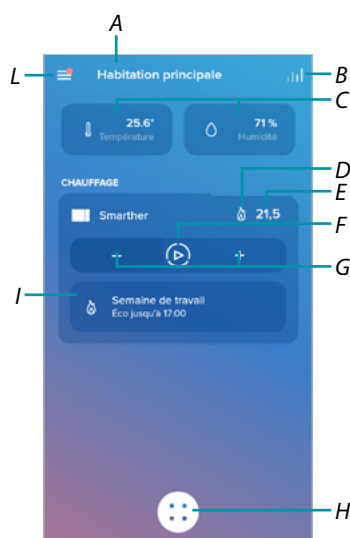 A
L
Habitation principale
B
C
25.6°
Température
71 %
Humidité
CHAUFFAGE
D
E
Smarther
21,5
F
G
I
Semaine de travail
Éco jusqu'à 17:00
H